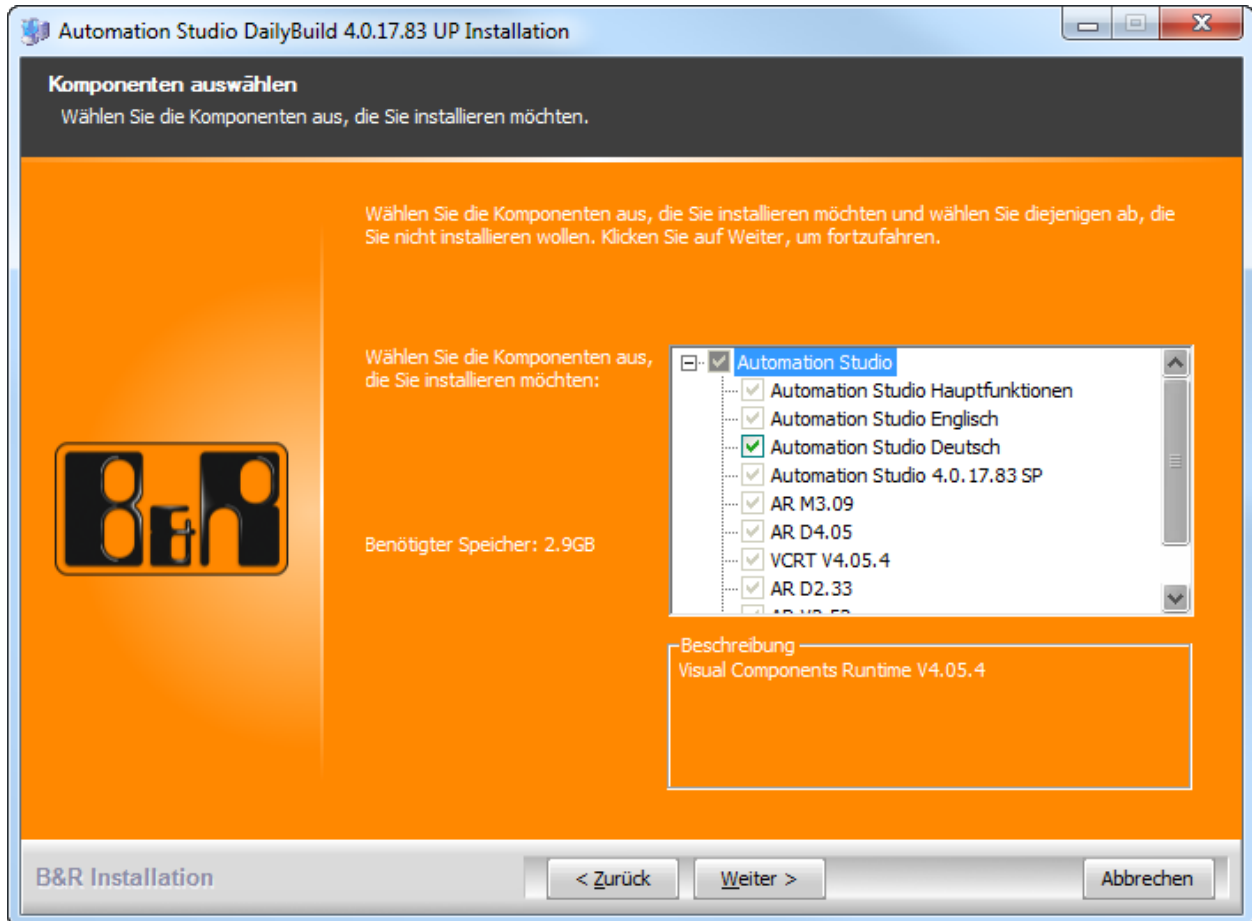 Automation Studio DailyBuild 4.0.17.83 UP Installation
Komponenten auswählen
Wählen Sie die Komponenten aus, die Sie installieren möchten.
Wählen Sie die Komponenten aus, die Sie installieren möchten und wählen Sie diejenigen ab, die
Sie nicht installieren wollen. Klicken Sie auf Weiter, um fortzufahren.
Wählen Sie die Komponenten aus,
die Sie installieren möchten:
Automation Studio
Automation Studio Hauptfunktionen
Automation Studio Englisch
Automation Studio Deutsch
Automation Studio 4.0.17.83 SP
AR M3.09
AR D4.05
VCRT V4.05.4
AR D2.33
B&R
Benötigter Speicher: 2.9GB
Beschreibung
Visual Components Runtime V4.05.4
B&R Installation
< Zurück
Weiter >
Abbrechen